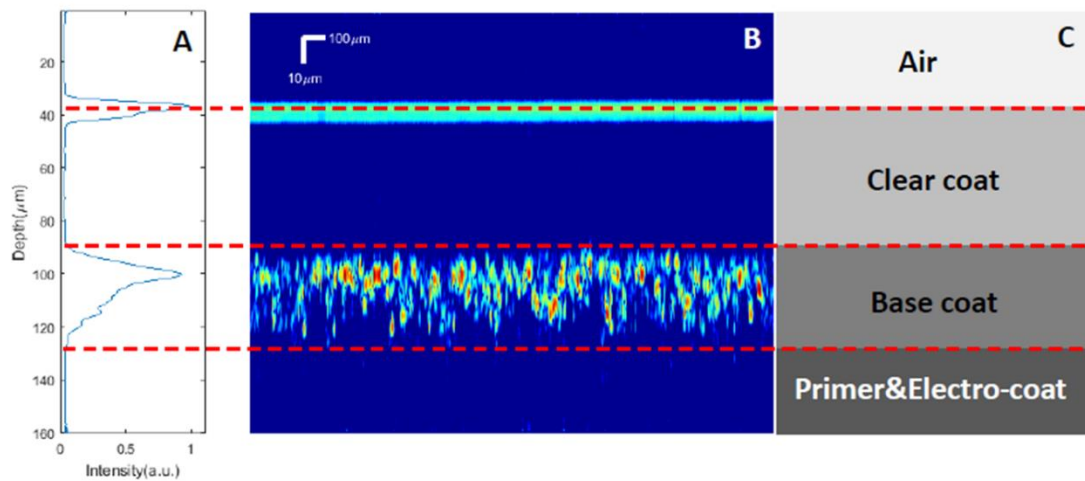 A
B
C
20
40
60
80
100
120
140
160
Depth(μm)
0
0.5
1
Intensity(a.u.)
100μm
10μm
Air
Clear coat
Base coat
Primer&Electro-coat